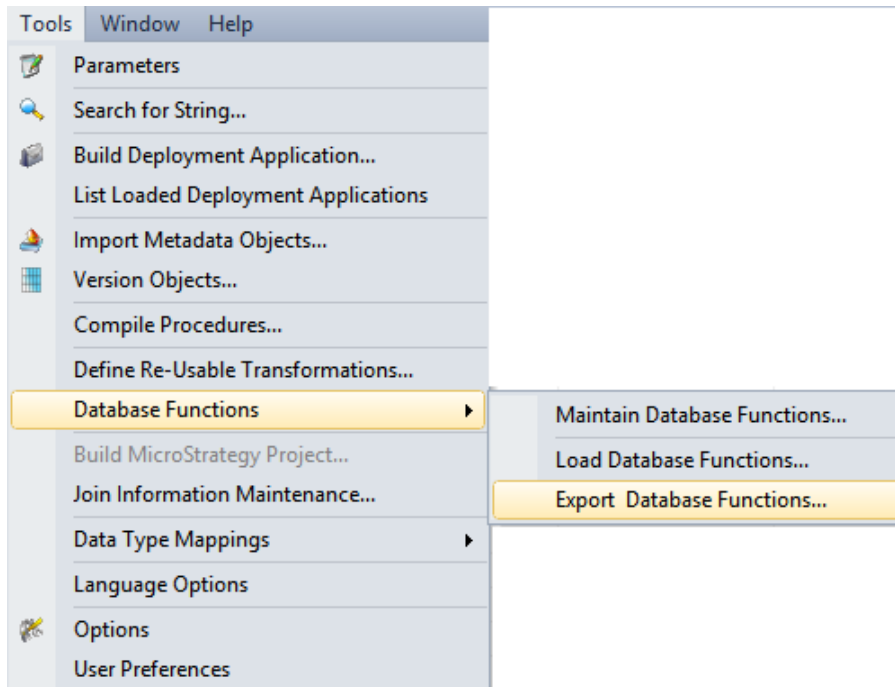 Tools Window Help
Parameters
Search for String...
Build Deployment Application...
List Loaded Deployment Applications
Import Metadata Objects...
Version Objects...
Compile Procedures...
Define Re-Usable Transformations...
Database Functions
Maintain Database Functions...
Load Database Functions...
Export  Database Functions...
Build MicroStrategy Project...
Join Information Maintenance...
Data Type Mappings
Language Options
Options
User Preferences